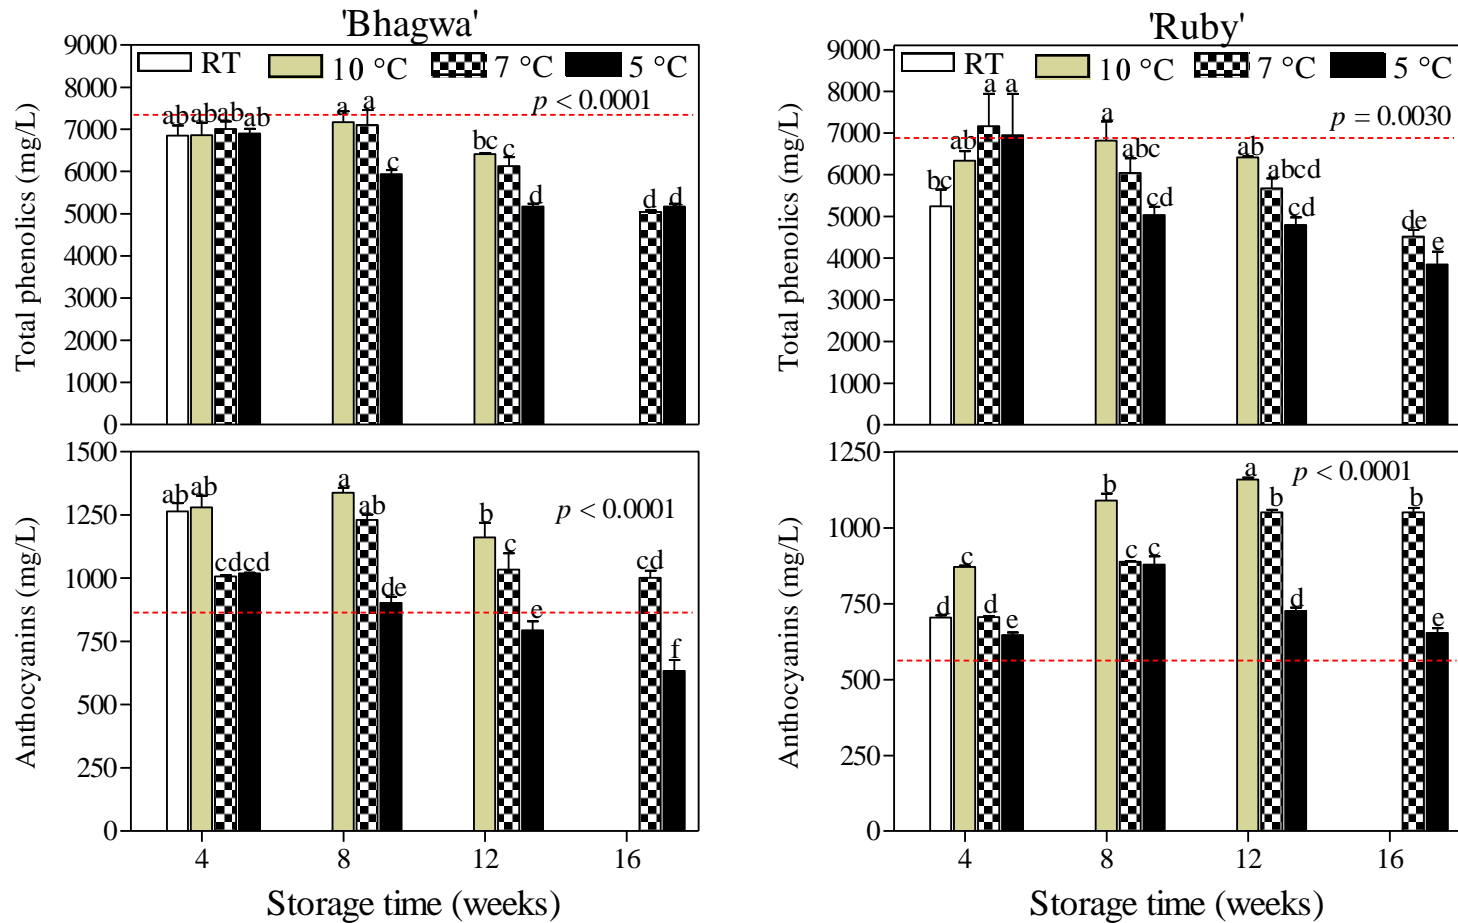 'Bhagwa'
RT 10 °C 7 °C 5 °C
9000
8000
7000
6000
5000
4000
3000
2000
1000
0
Total phenolics (mg/L)
p < 0.0001
ab ab ab ab
a a c
bc c d
d d
'Ruby'
RT 10 °C 7 °C 5 °C
9000
8000
7000
6000
5000
4000
3000
2000
1000
0
Total phenolics (mg/L)
p = 0.0030
bc ab a a
a abc cd
ab abcd cd
de e
1500
1250
1000
750
500
250
0
Anthocyanins (mg/L)
p < 0.0001
ab ab cd cd
a ab de
b c e
cd f
4 8 12 16
Storage time (weeks)
1250
1000
750
500
250
0
Anthocyanins (mg/L)
p < 0.0001
d c d e
b c c
a b d
b e
4 8 12 16
Storage time (weeks)